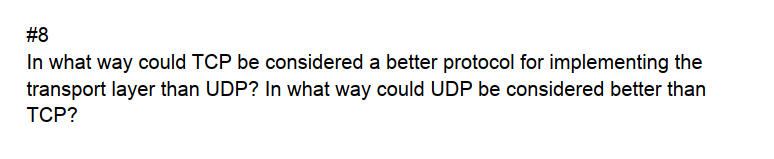 #8
In what way could TCP be considered a better protocol for implementing the
transport layer than UDP? In what way could UDP be considered better than
TCP?